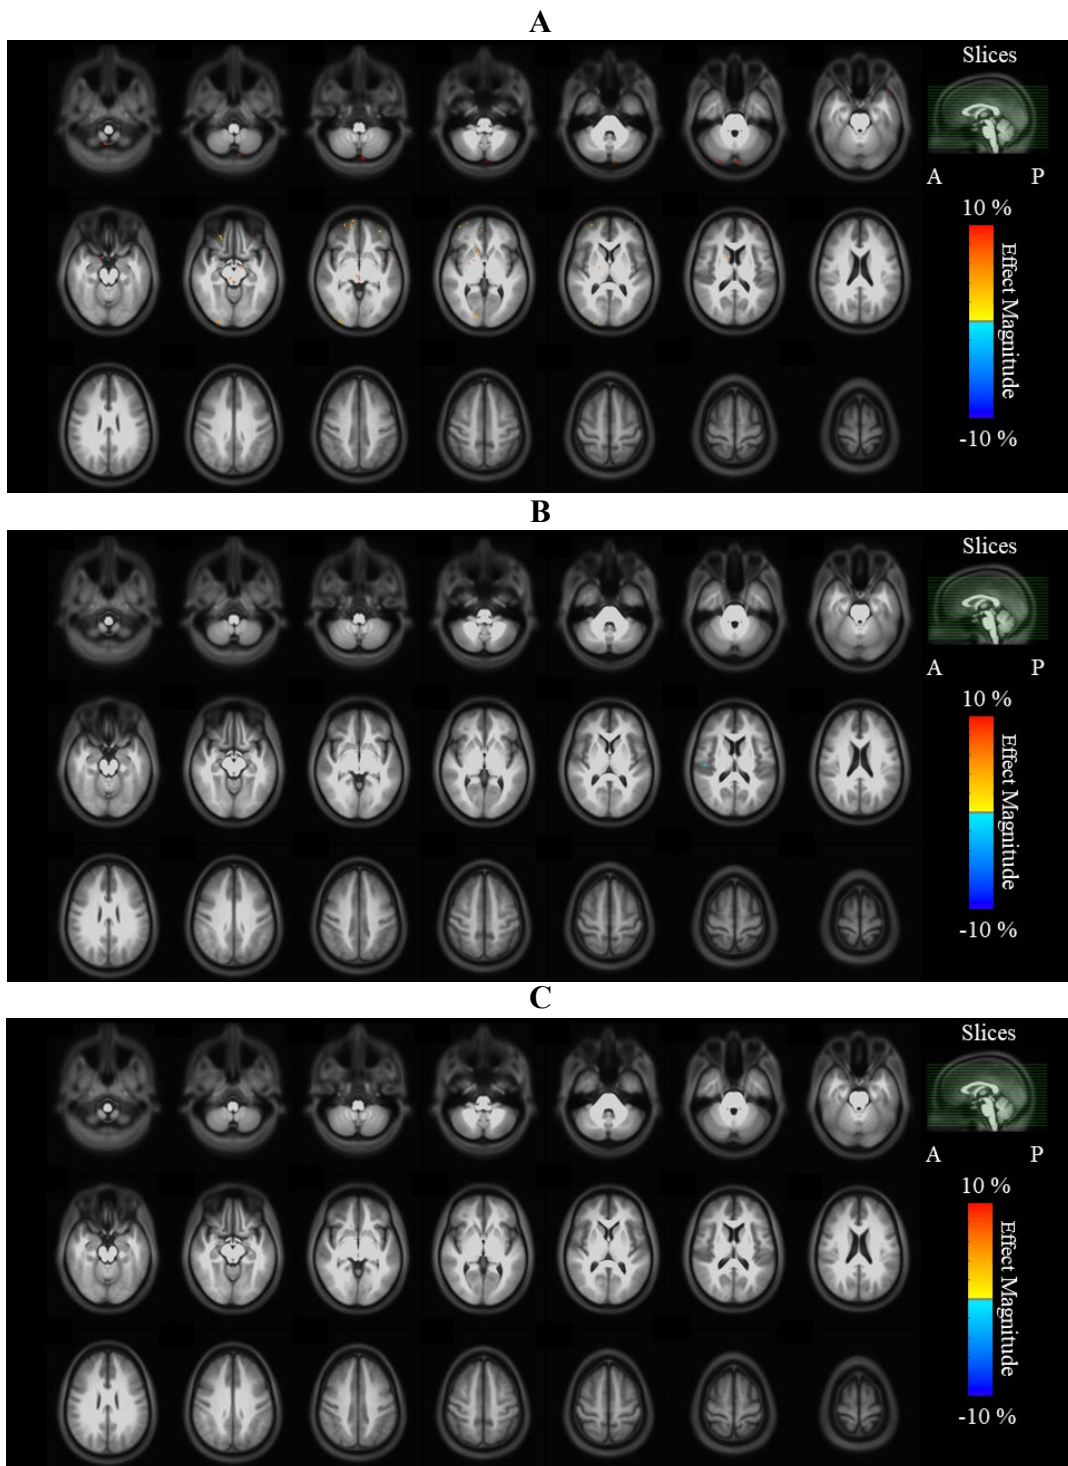 A
Slices
A P
10 %
Effect Magnitude
-10 %
B
Slices
A P
10 %
Effect Magnitude
-10 %
C
Slices
A P
10 %
Effect Magnitude
-10 %